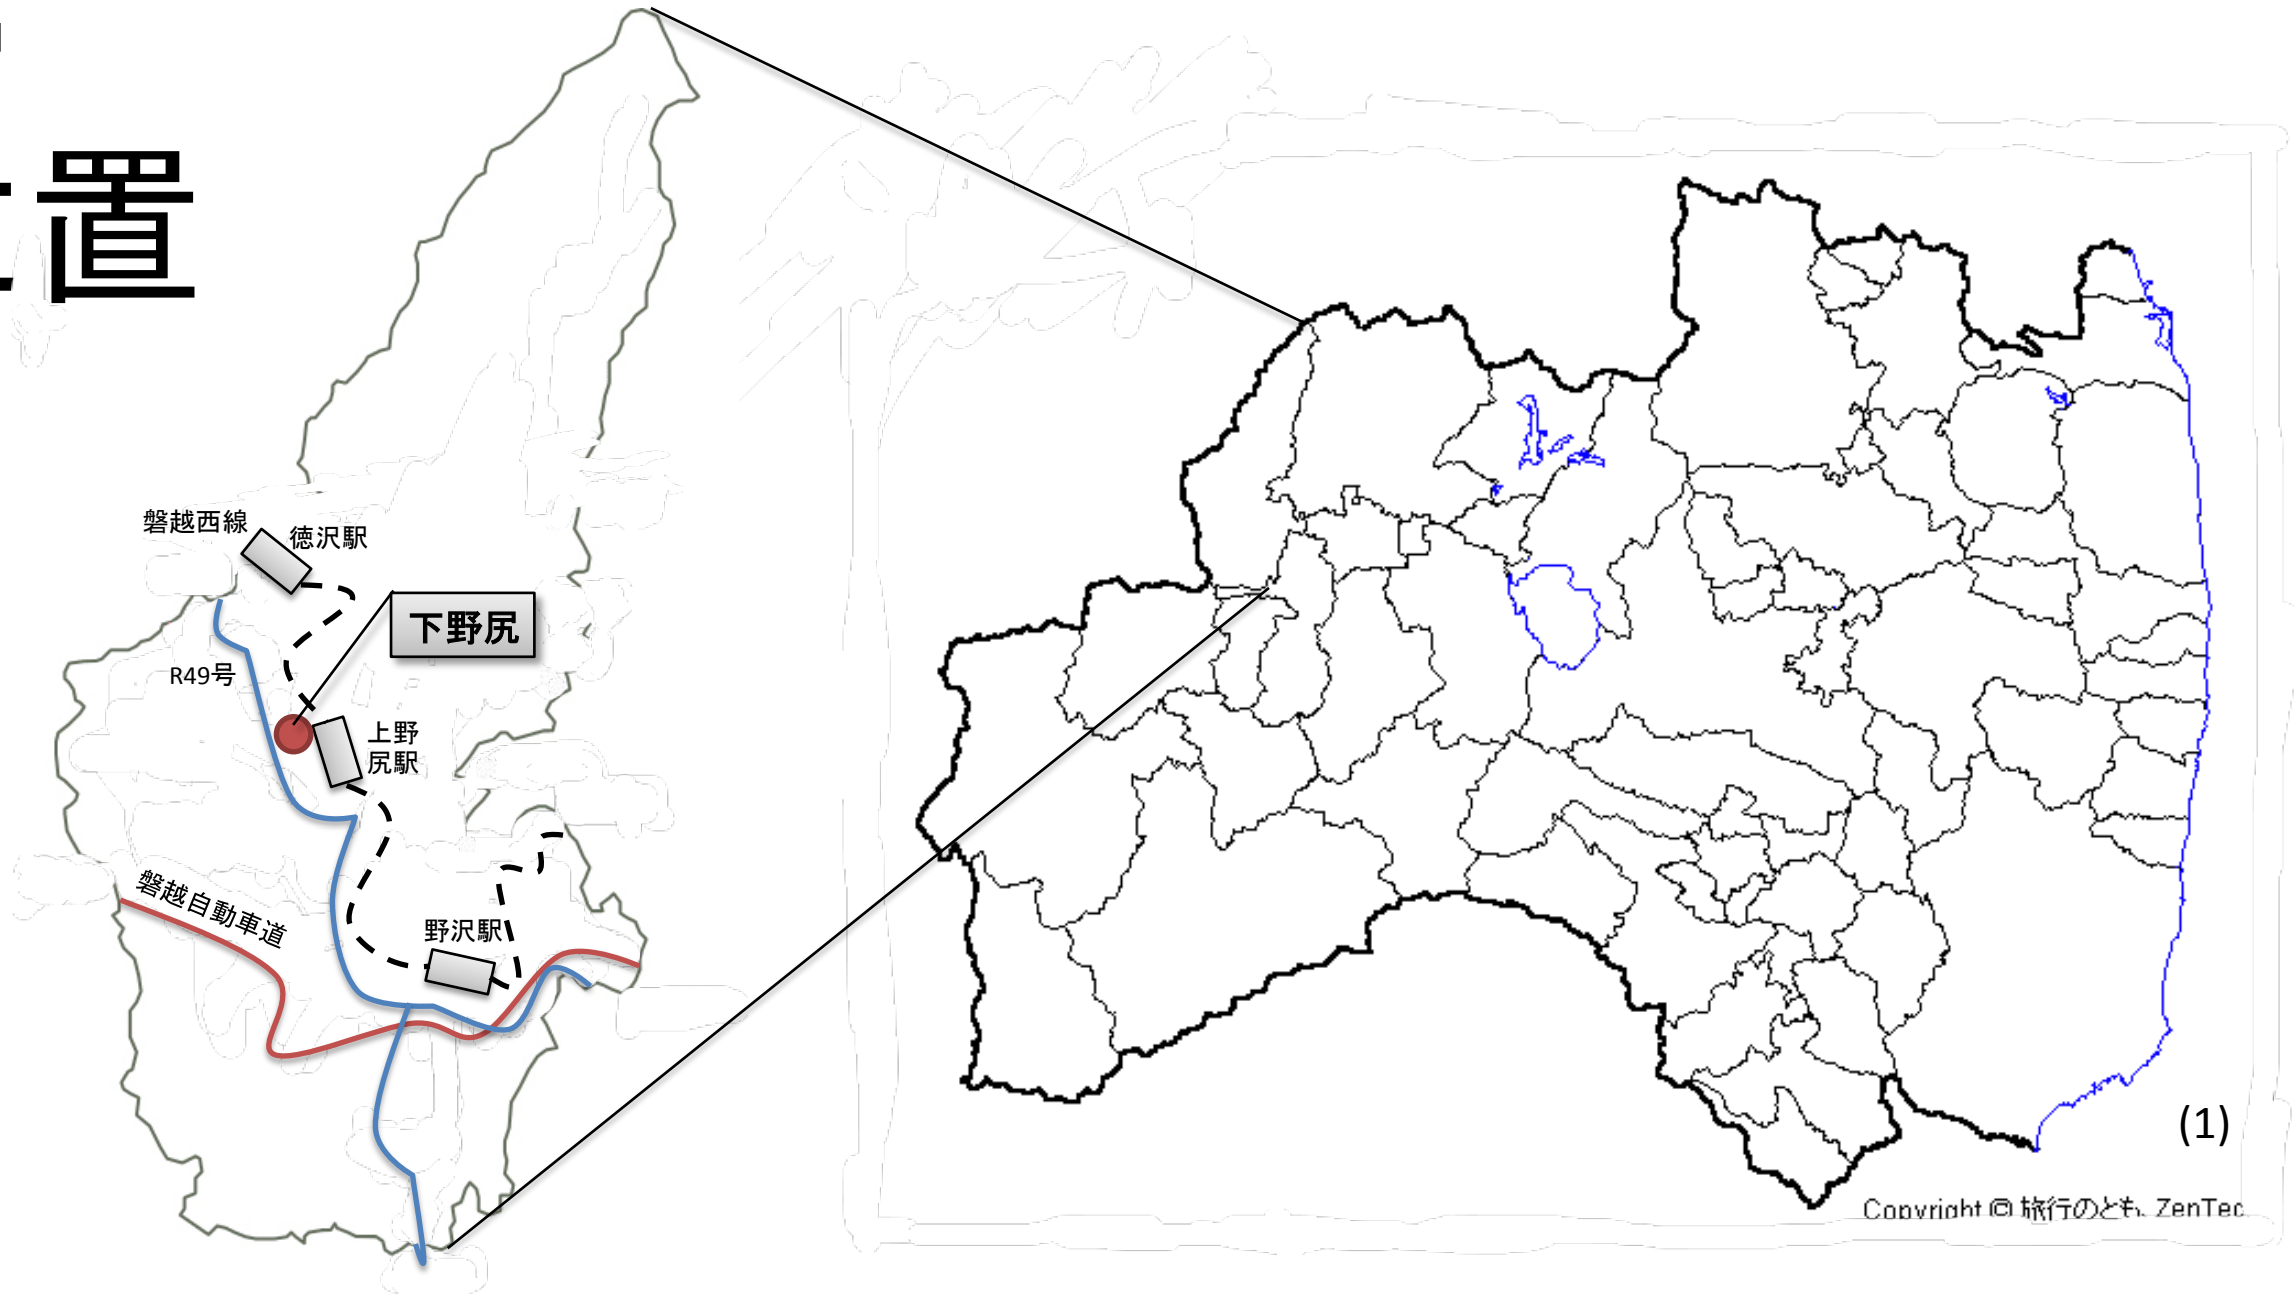 置
磐越西線
徳沢駅
下野尻
R49号
上野
尻駅
磐越自動車道
野沢駅
(1)
Copyright © 旅行のとも、ZenTec